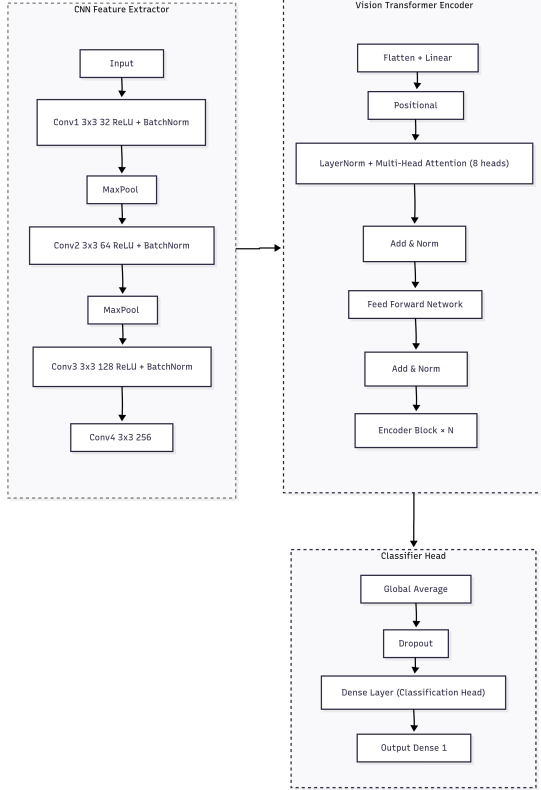 CNN Feature Extractor
Input
Conv1 3x3 32 ReLU + BatchNorm
MaxPool
Conv2 3x3 64 ReLU + BatchNorm
MaxPool
Conv3 3x3 128 ReLU + BatchNorm
Conv4 3x3 256
Vision Transformer Encoder
Flatten + Linear
Positional
LayerNorm + Multi-Head Attention (8 heads)
Add & Norm
Feed Forward Network
Add & Norm
Encoder Block × N
Classifier Head
Global Average
Dropout
Dense Layer (Classification Head)
Output Dense 1